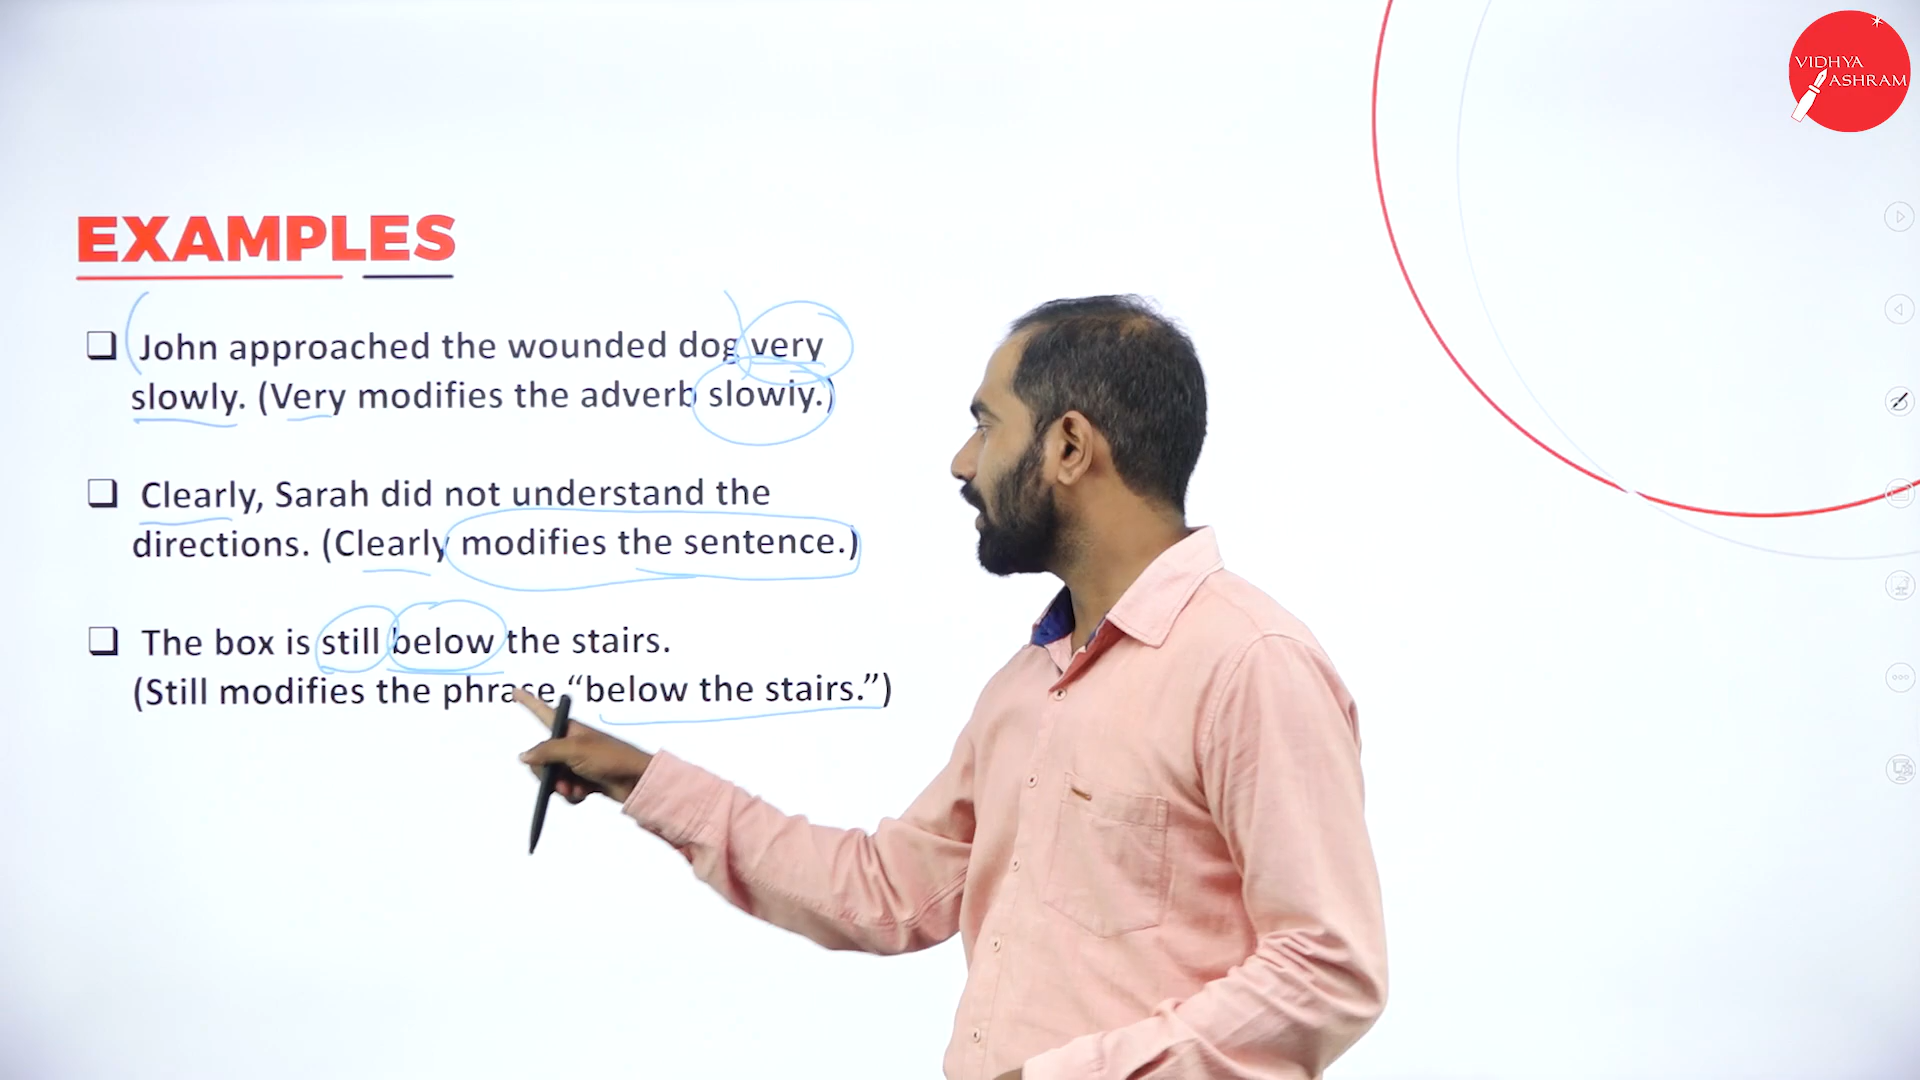 VIDHYA
ASHRAM
EXAMPLES
John approached the wounded dog very
slowly. (Very modifies the adverb slowly.)
Clearly, Sarah did not understand the
directions. (Clearly modifies the sentence.)
The box is still below the stairs.
(Still modifies the phrase “below the stairs.”)